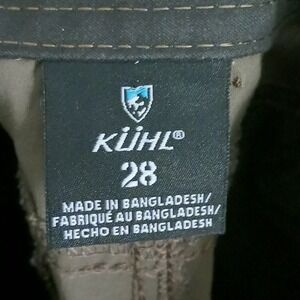 KÜHL®
28
MADE IN BANGLADESH/
FABRIQUÉ AU BANGLADESH/
HECHO EN BANGLADESH